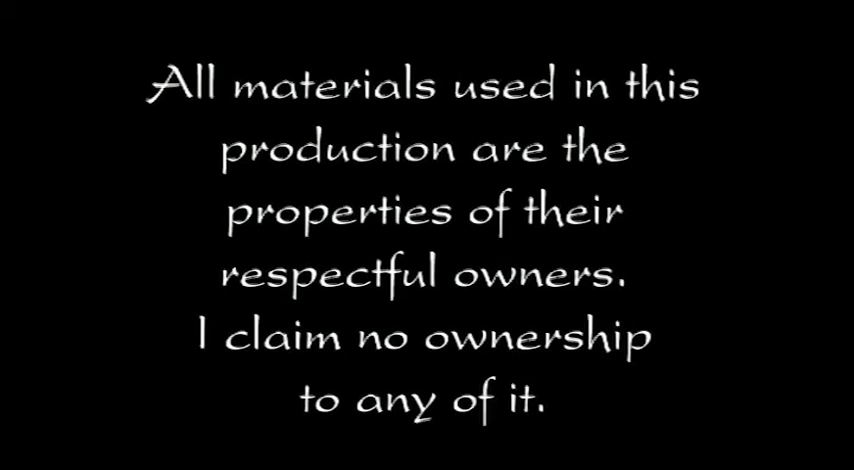 All materials used in this
production are the
properties of their
respectful owners.
I claim no ownership
to any of it.